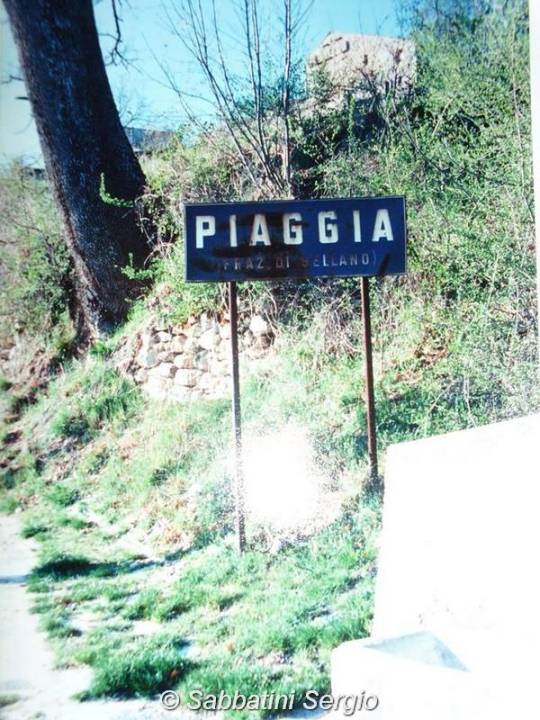 PIAGGIA
(FRAZ. DI SELLANO)
© Sabbatini Sergio